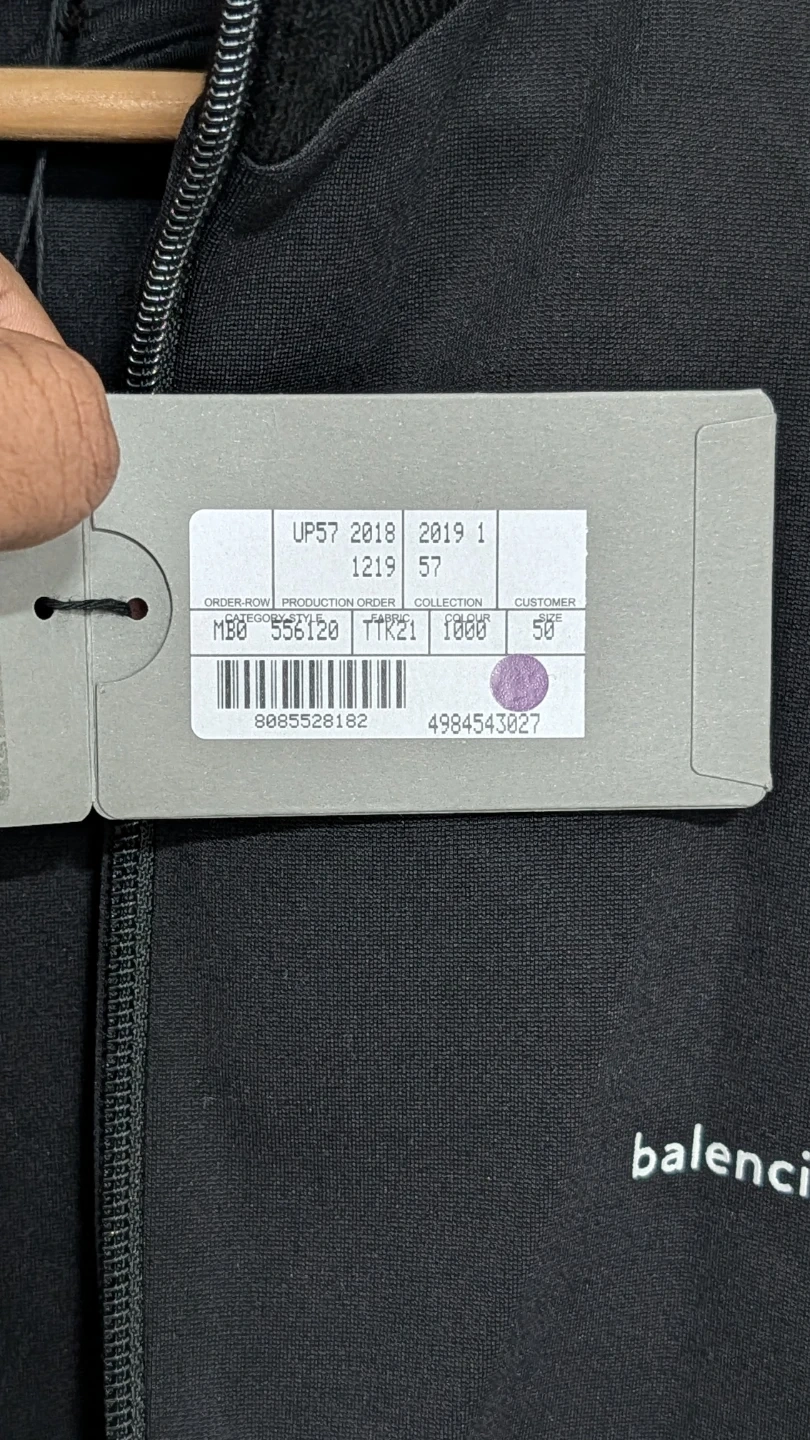 UP57 2018 2019 1
1219 57
ORDER-ROW PRODUCTION ORDER COLLECTION CUSTOMER
CATEGORY-STYLE FABRIC COLOUR SIZE
MB0 556120 TTK21 1000 50
8085528182 4984543027
balenci